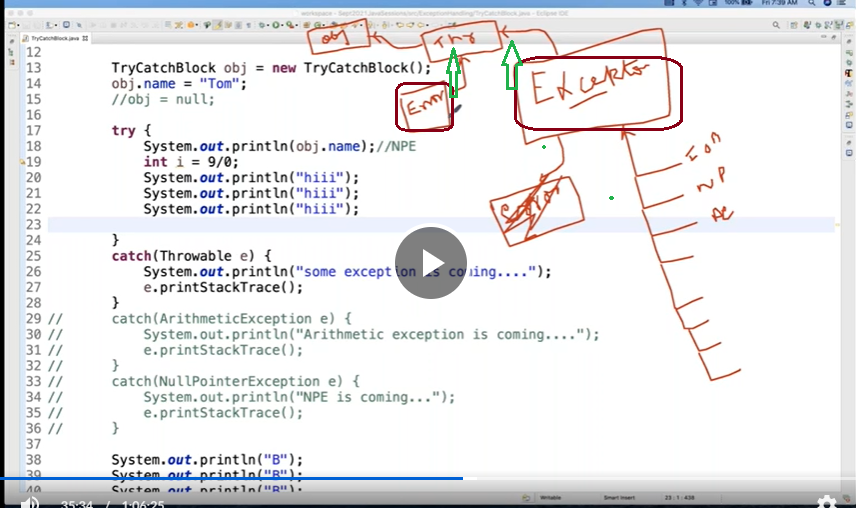 workspace - Sept2021JavaSessions/src/ExceptionHandling/TryCatchBlock.java - Eclipse IDE
100% Fri 7:39 AM
TryCatchBlock.java
12
13 TryCatchBlock obj = new TryCatchBlock();
14 obj.name = "Tom";
15 //obj = null;
16
17 try {
18 System.out.println(obj.name);//NPE
19 int i = 9/0;
20 System.out.println("hiii");
21 System.out.println("hiii");
22 System.out.println("hiii");
23
24 }
25 catch(Throwable e) {
26 System.out.println("some exception is coming....");
27 e.printStackTrace();
28 }
29 // catch(ArithmeticException e) {
30 // System.out.println("Arithmetic exception is coming....");
31 // e.printStackTrace();
32 // }
33 // catch(NullPointerException e) {
34 // System.out.println("NPE is coming...");
35 // e.printStackTrace();
36 // }
37
38 System.out.println("B");
39 System.out.println("B");
40 System.out.println("B");
obj
Thr
Error
NP
AE
Writable
Smart Insert
23 : 1 : 438
35:34 / 1:06:25